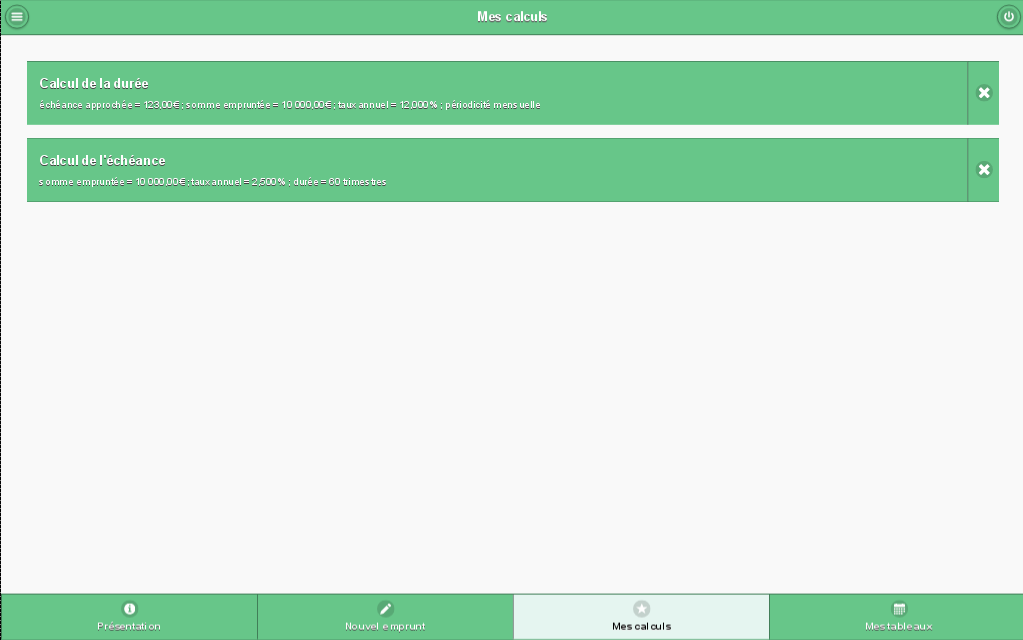 Mes calculs
Calcul de la durée
échéance approchée = 123,00€ ; somme empruntée = 10 000,00€ ; taux annuel = 12,000% ; périodicité mensuelle
Calcul de l'échéance
somme empruntée = 10 000,00€ ; taux annuel = 2,500% ; durée = 60 trimestres
Présentation
Nouvel emprunt
Mes calculs
Mes tableaux